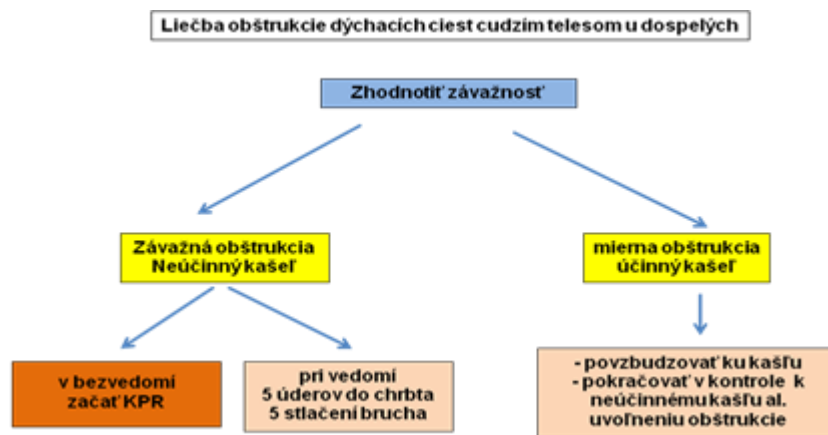 Liečba obštrukcie dýchacích ciest cudzím telesom u dospelých
Zhodnotiť závažnosť
Závažná obštrukcia
Neúčinný kašeľ
mierna obštrukcia
účinný kašeľ
v bezvedomí
začať KPR
pri vedomí
5 úderov do chrbta
5 stlačení brucha
- povzbudzovať ku kašľu
- pokračovať v kontrole k
neúčinnému kašľu al.
uvoľneniu obštrukcie